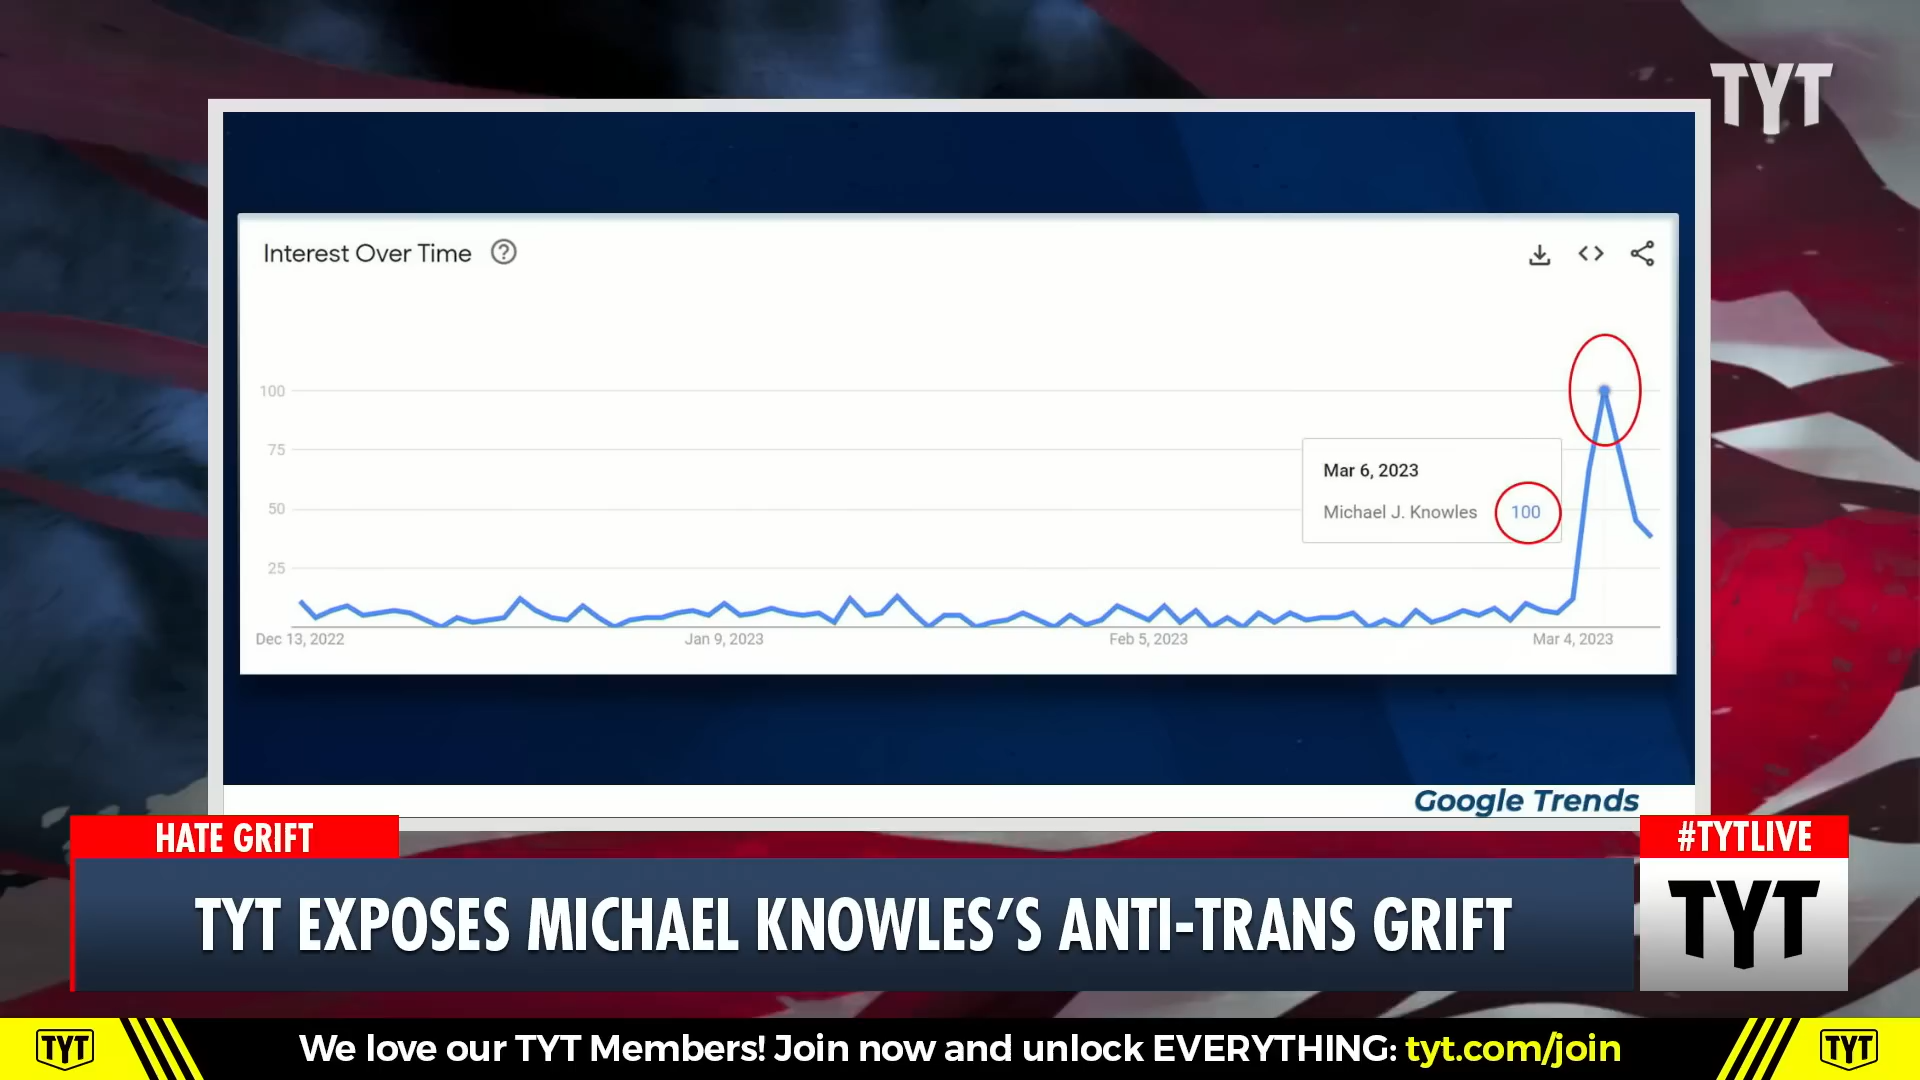 TYT
Interest Over Time ?
100
75
50
25
Mar 6, 2023
Michael J. Knowles 100
Dec 13, 2022 Jan 9, 2023 Feb 5, 2023 Mar 4, 2023
Google Trends
HATE GRIFT
#TYTLIVE
TYT EXPOSES MICHAEL KNOWLES’S ANTI-TRANS GRIFT
TYT
TYT We love our TYT Members! Join now and unlock EVERYTHING: tyt.com/join TYT